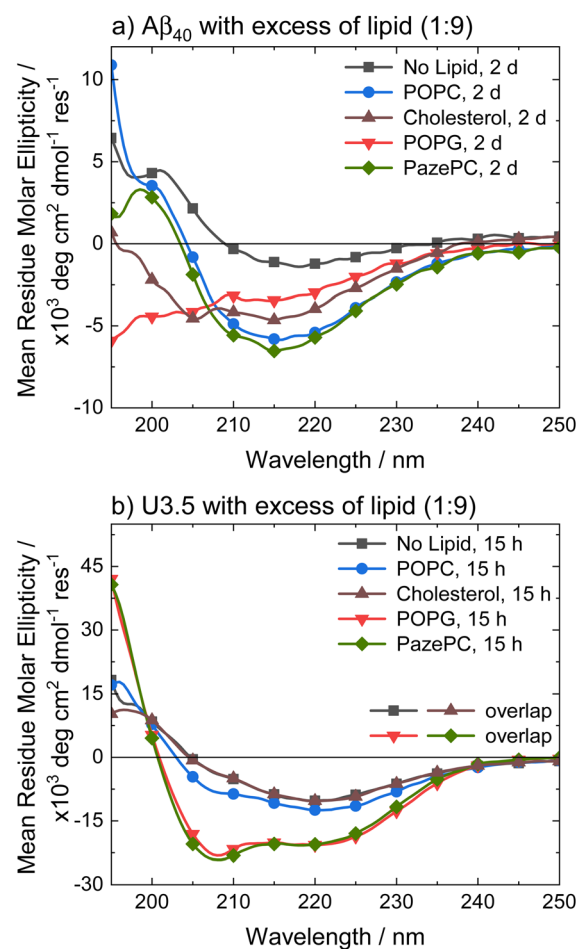 a) Aβ₄₀ with excess of lipid (1:9)
No Lipid, 2 d
POPC, 2 d
Cholesterol, 2 d
POPG, 2 d
PazePC, 2 d
Mean Residue Molar Ellipticity /
x10³ deg cm² dmol⁻¹ res⁻¹
10
5
0
-5
-10
200 210 220 230 240 250
Wavelength / nm
b) U3.5 with excess of lipid (1:9)
No Lipid, 15 h
POPC, 15 h
Cholesterol, 15 h
POPG, 15 h
PazePC, 15 h
overlap
overlap
Mean Residue Molar Ellipticity /
x10³ deg cm² dmol⁻¹ res⁻¹
45
30
15
0
-15
-30
200 210 220 230 240 250
Wavelength / nm